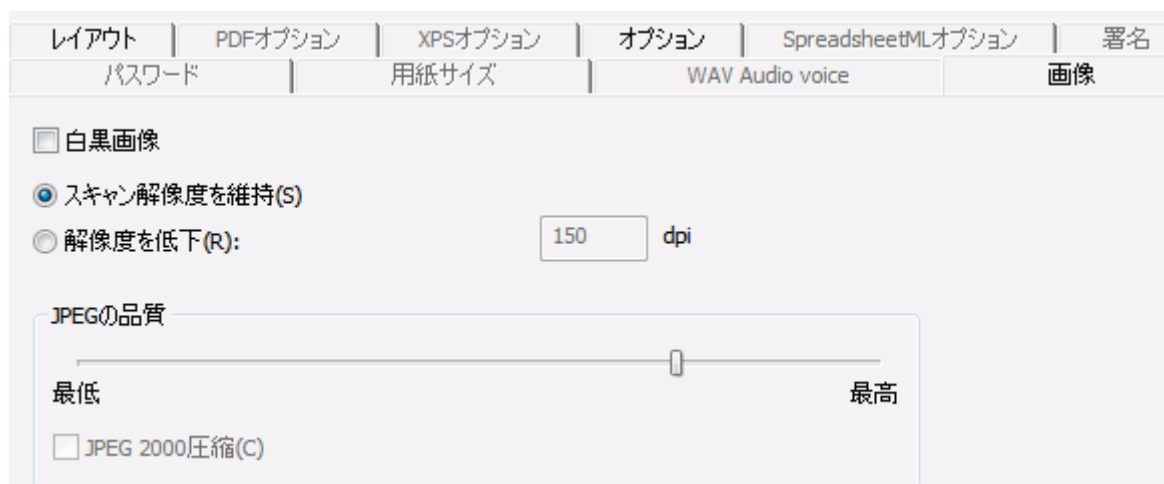 レイアウト PDFオプション XPSオプション オプション SpreadsheetMLオプション 署名
パスワード 用紙サイズ WAV Audio voice 画像
白黒画像
スキャン解像度を維持(S)
解像度を低下(R): 150 dpi
JPEGの品質
最低 最高
JPEG 2000圧縮(C)